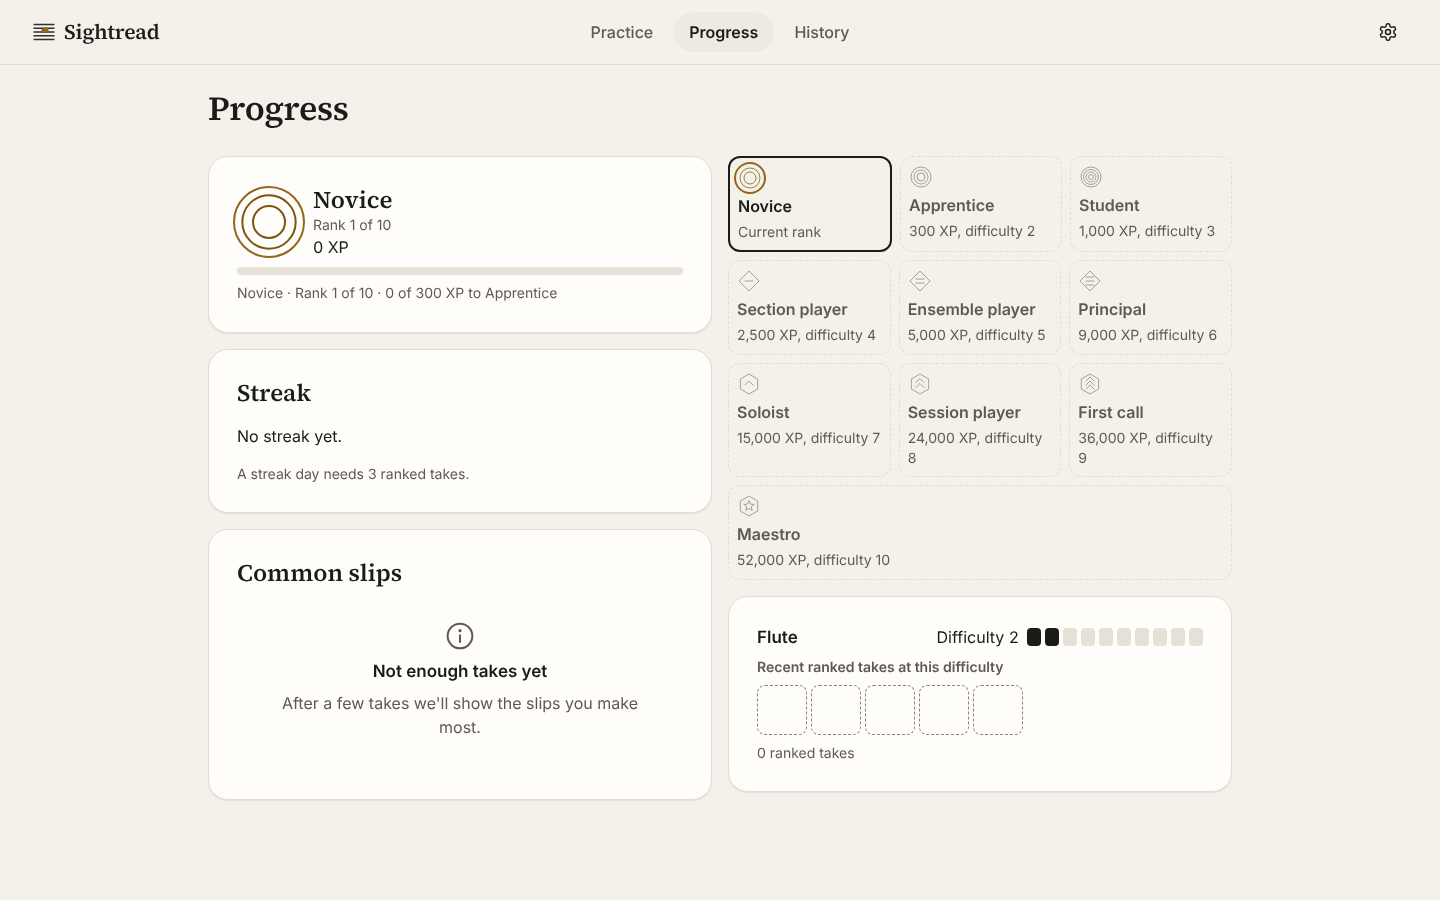 Sightread
Practice
Progress
History
Progress
Novice
Rank 1 of 10
0 XP
Novice · Rank 1 of 10 · 0 of 300 XP to Apprentice
Streak
No streak yet.
A streak day needs 3 ranked takes.
Common slips
Not enough takes yet
After a few takes we'll show the slips you make
most.
Novice
Current rank
Apprentice
300 XP, difficulty 2
Student
1,000 XP, difficulty 3
Section player
2,500 XP, difficulty 4
Ensemble player
5,000 XP, difficulty 5
Principal
9,000 XP, difficulty 6
Soloist
15,000 XP, difficulty 7
Session player
24,000 XP, difficulty
8
First call
36,000 XP, difficulty
9
Maestro
52,000 XP, difficulty 10
Flute
Difficulty 2
Recent ranked takes at this difficulty
0 ranked takes